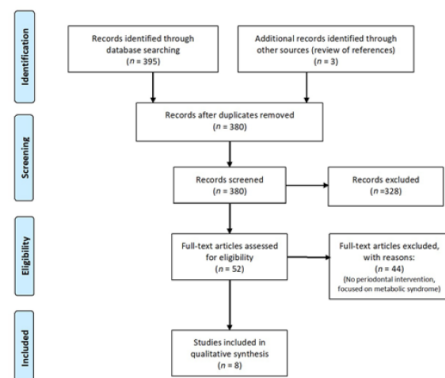 Identification
Records identified through
database searching
(n = 395)
Additional records identified through
other sources (review of references)
(n = 3)
Records after duplicates removed
(n = 380)
Screening
Records screened
(n = 380)
Records excluded
(n =328)
Eligibility
Full-text articles assessed
for eligibility
(n = 52)
Full-text articles excluded,
with reasons:
(n = 44)
(No periodontal intervention,
focused on metabolic syndrome)
Included
Studies included in
qualitative synthesis
(n = 8)